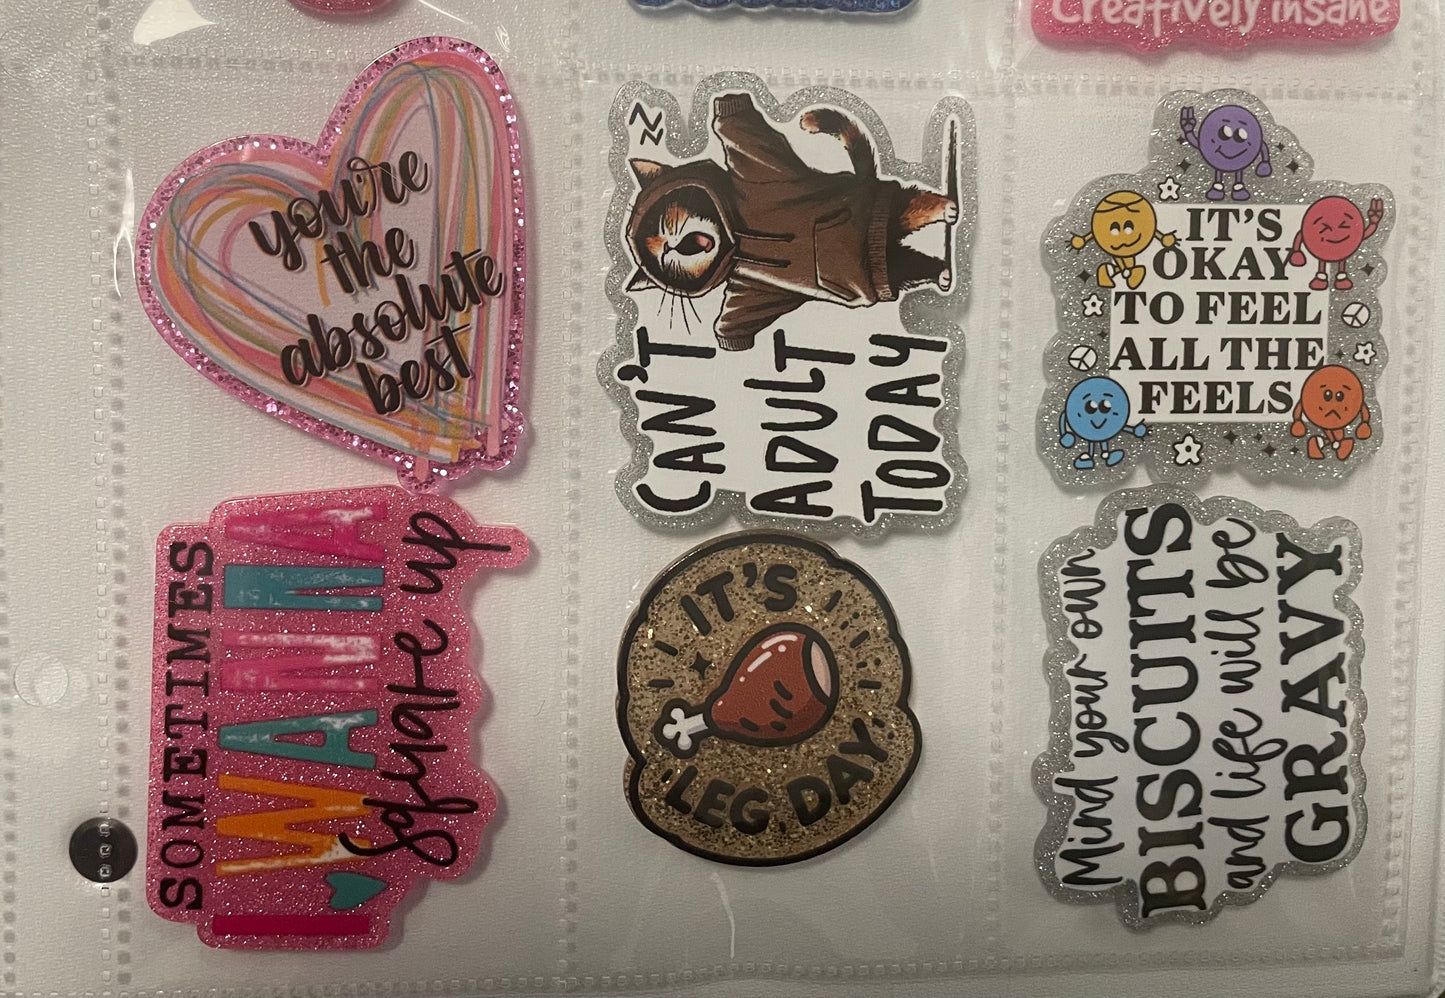 Creatively insane
you're
the
absolute
best
zZ
CAN'T
ADULT
TODAY
IT'S
OKAY
TO FEEL
ALL THE
FEELS
SOMETIMES
I WANNA
square up
IT'S
LEG DAY
Mind your own
BISCUITS
and life will be
GRAVY